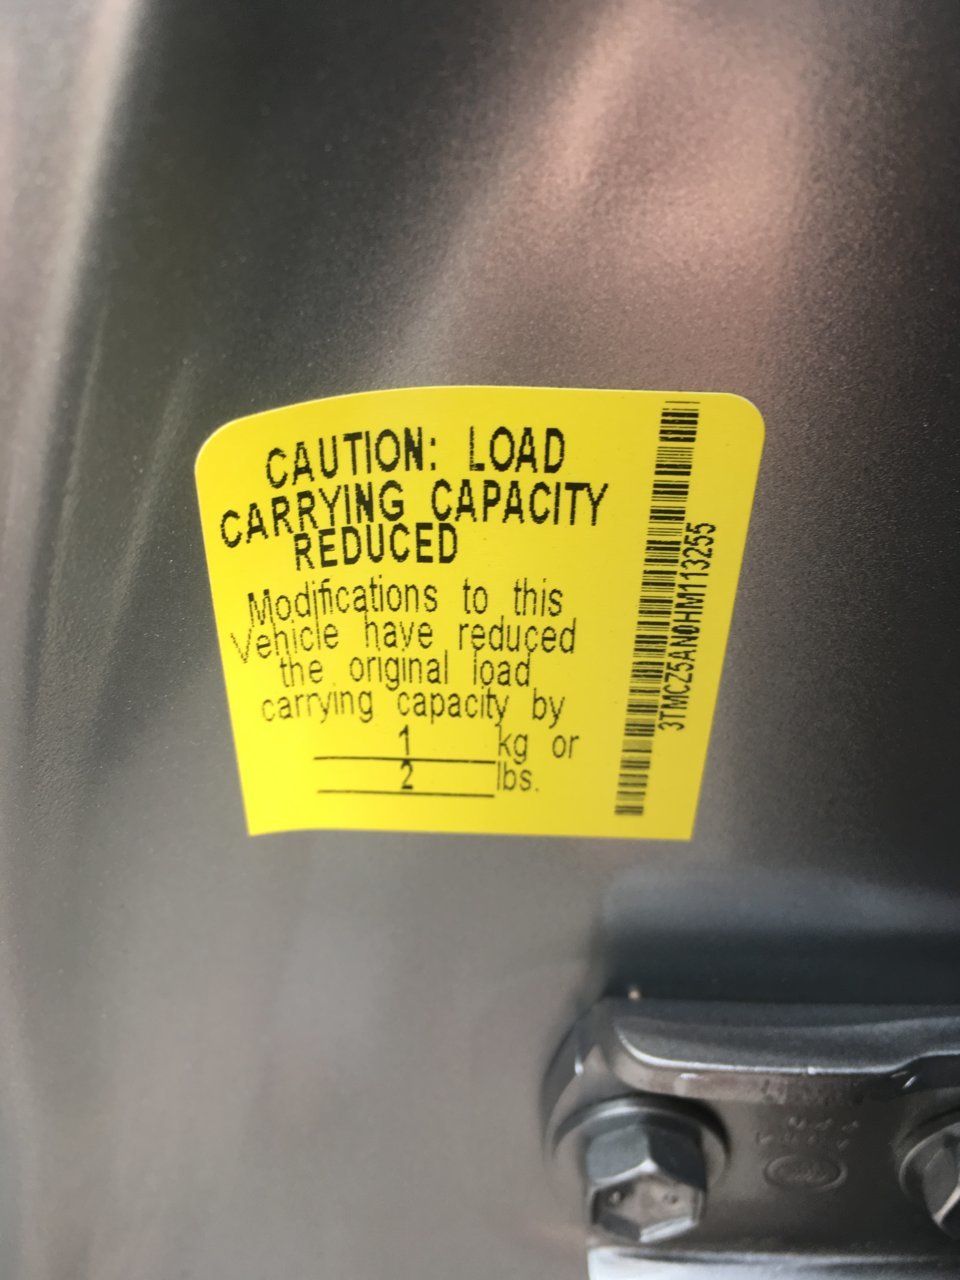 CAUTION: LOAD
CARRYING CAPACITY
REDUCED
Modifications to this
Vehicle have reduced
the original load
carrying capacity by
1 kg or
2 lbs.
3TMCZ5AN0HM113255